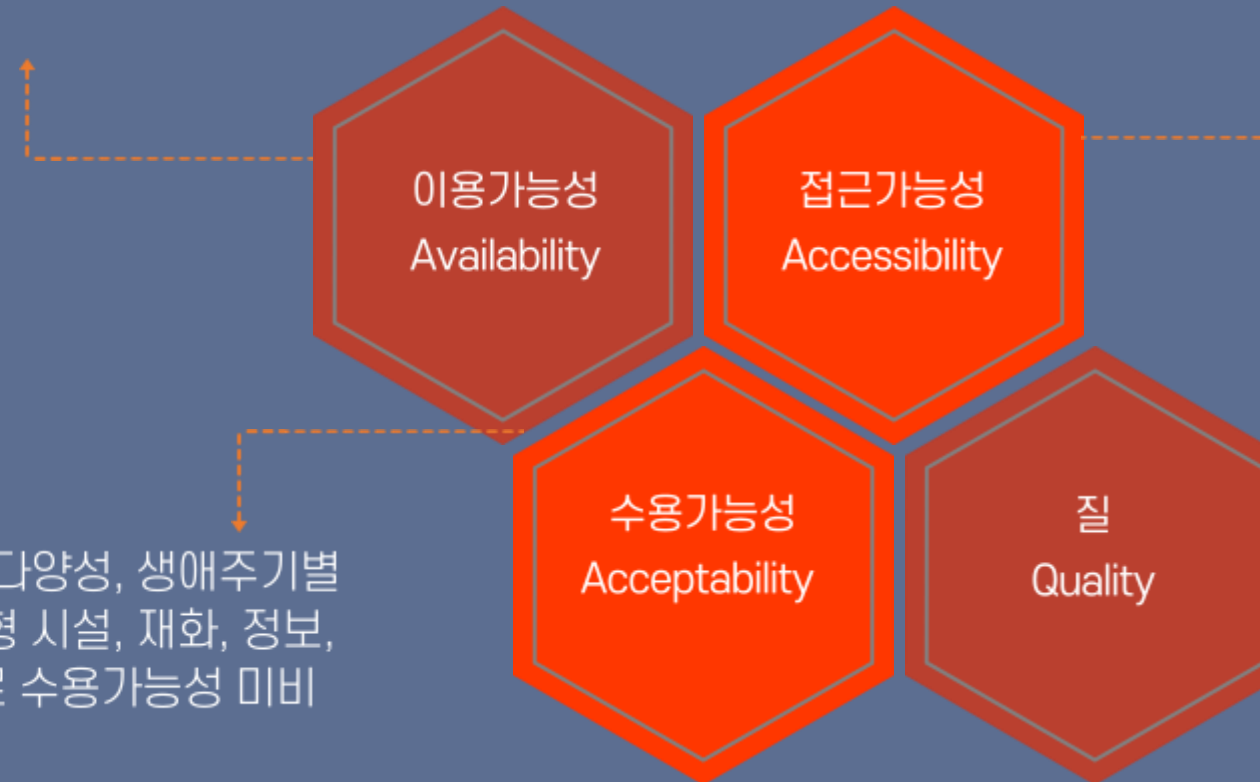 이용가능성
Availability
접근가능성
Accessibility
수용가능성
Acceptability
질
Quality
다양성, 생애주기별
형 시설, 재화, 정보,
수용가능성 미비